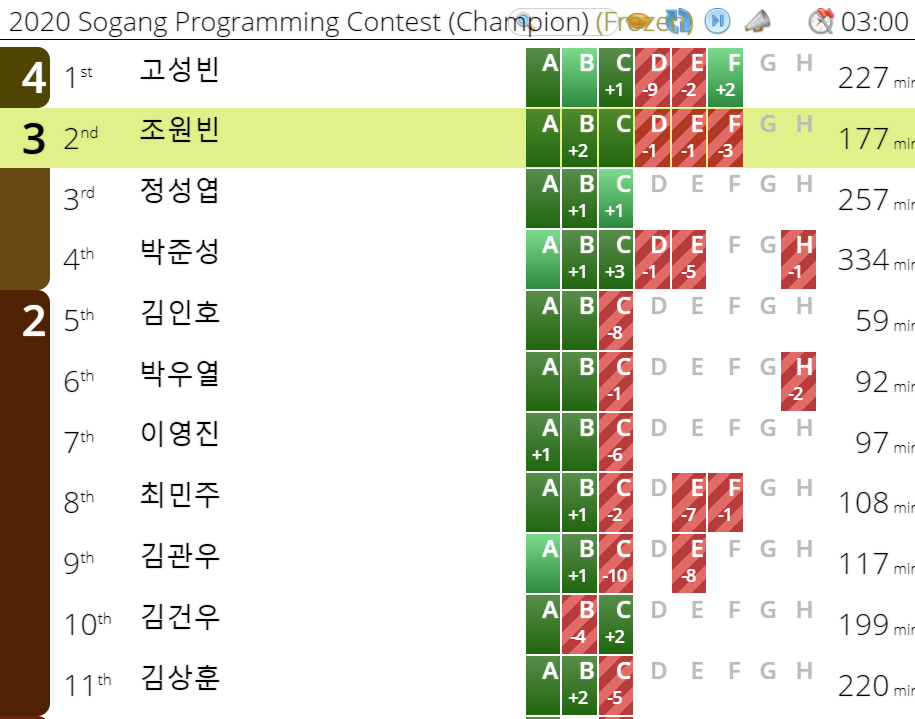 2020 Sogang Programming Contest (Champion) (Frozen) 03:00
4 1st 고성빈 A B C +1 D -9 E -2 F +2 G H 227 min
3 2nd 조원빈 A B +2 C D -1 E -1 F -3 G H 177 min
3rd 정성엽 A B +1 C +1 D E F G H 257 min
4th 박준성 A B +1 C +3 D -1 E -5 F G H -1 334 min
2 5th 김인호 A B C -8 D E F G H 59 min
6th 박우열 A B C -1 D E F G H -2 92 min
7th 이영진 A +1 B C -6 D E F G H 97 min
8th 최민주 A B +1 C -2 D E -7 F -1 G H 108 min
9th 김관우 A B +1 C -10 D E -8 F G H 117 min
10th 김건우 A B -4 C +2 D E F G H 199 min
11th 김상훈 A B +2 C -5 D E F G H 220 min